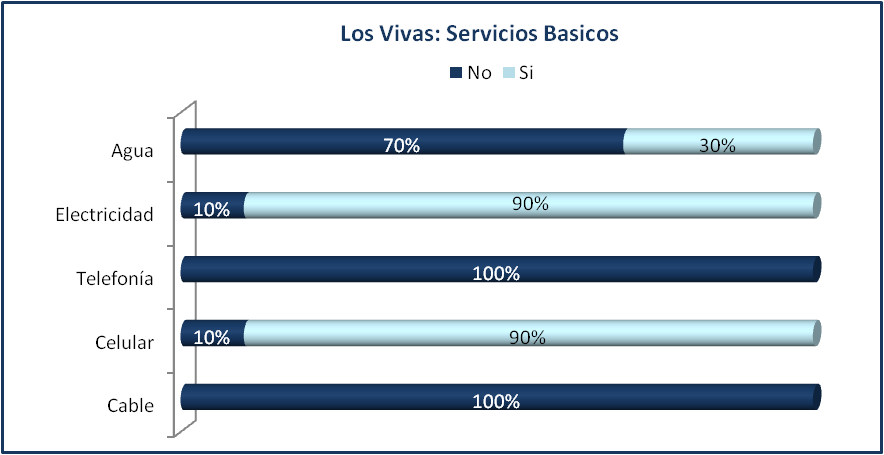 Los Vivas: Servicios Basicos
No Si
Agua 70% 30%
Electricidad 10% 90%
Telefonía 100%
Celular 10% 90%
Cable 100%